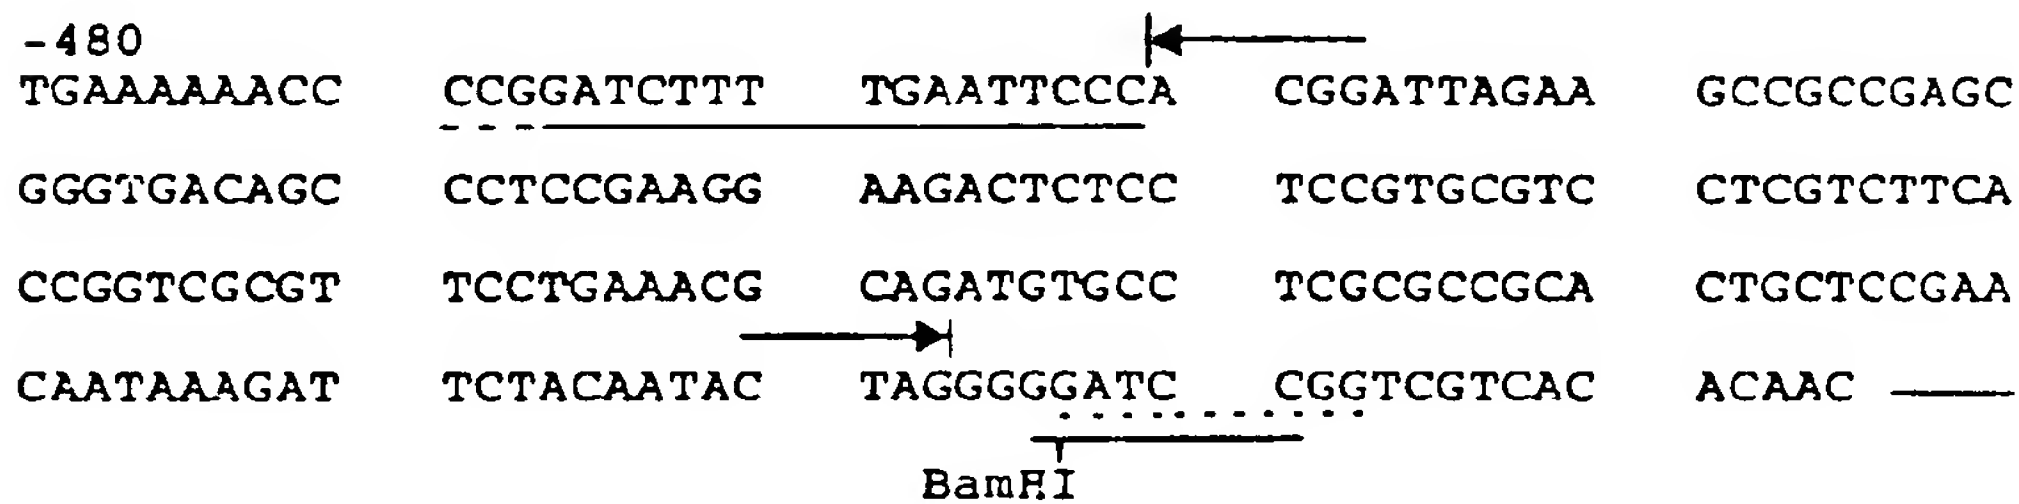 -480
TGAAAAAACC CCGGATCTTT TGAATTCCCA CGGATTAGAA GCCGCCGAGC
GGGTGACAGC CCTCCGAAGG AAGACTCTCC TCCGTGCGTC CTCGTCTTCA
CCGGTCGCGT TCCTGAAACG CAGATGTGCC TCGCGCCGCA CTGCTCCGAA
CAATAAAGAT TCTACAATAC TAGGGGGATC CGGTCGTCAC ACAAC
BamHI